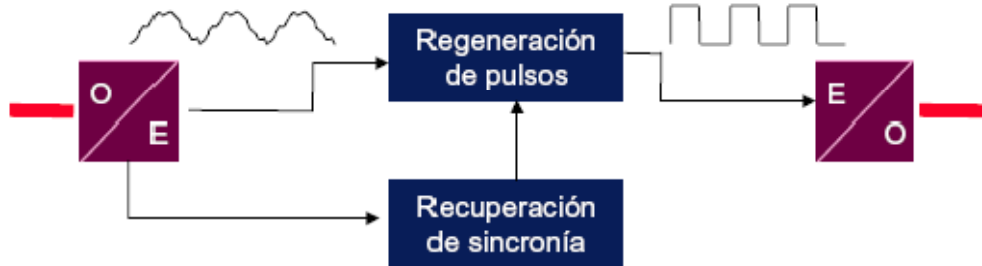 O
E
Regeneración
de pulsos
E
O
Recuperación
de sincronía